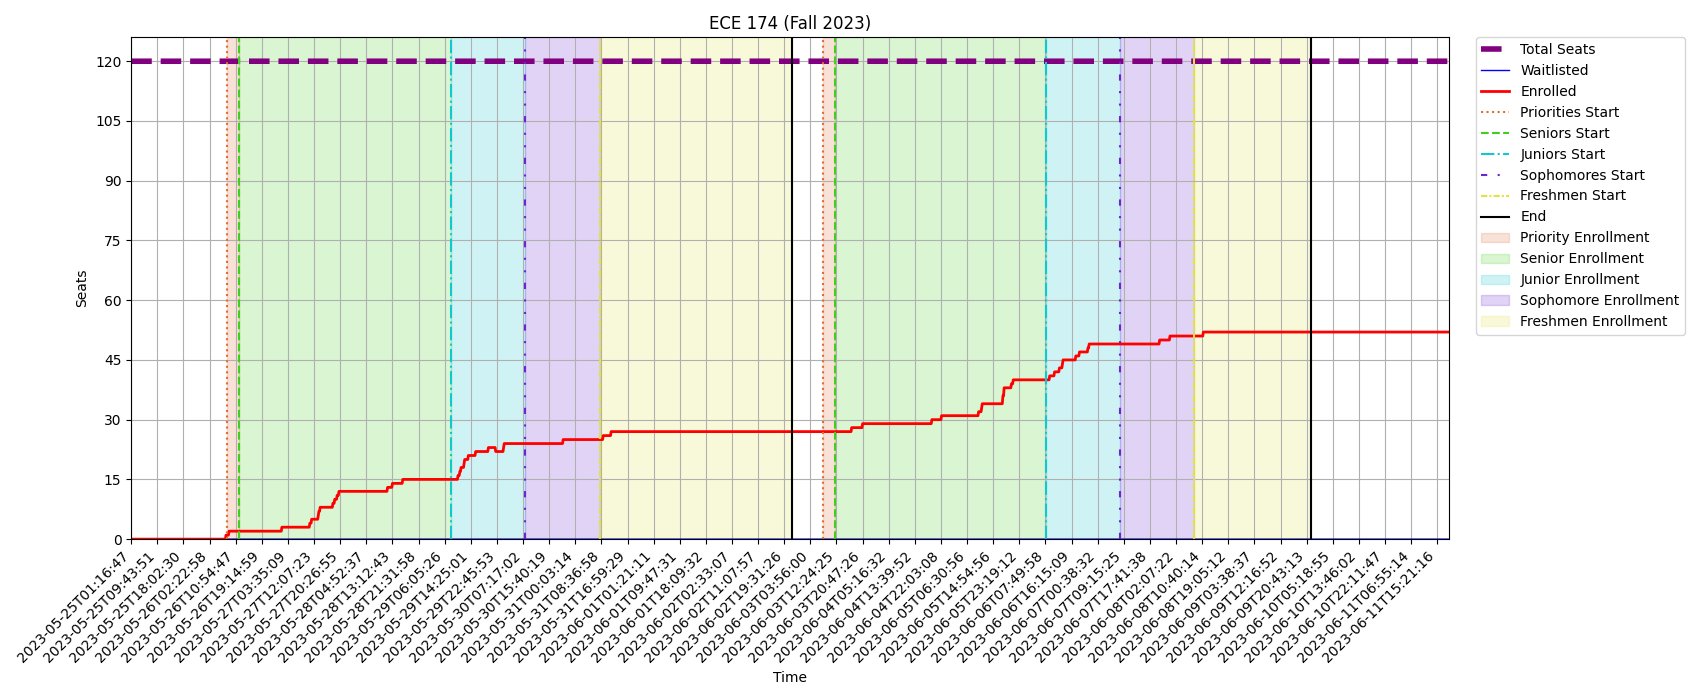 ECE 174 (Fall 2023)
Total Seats
Waitlisted
Enrolled
Priorities Start
Seniors Start
Juniors Start
Sophomores Start
Freshmen Start
End
Priority Enrollment
Senior Enrollment
Junior Enrollment
Sophomore Enrollment
Freshmen Enrollment
Seats
120
105
90
75
60
45
30
15
0
2023-05-25T01:16:47
2023-05-25T09:43:51
2023-05-25T18:02:30
2023-05-26T02:22:58
2023-05-26T10:54:47
2023-05-26T19:14:59
2023-05-27T03:35:09
2023-05-27T12:07:23
2023-05-27T20:26:55
2023-05-28T04:52:37
2023-05-28T13:12:43
2023-05-28T21:31:58
2023-05-29T06:05:26
2023-05-29T14:25:01
2023-05-29T22:45:53
2023-05-30T07:17:02
2023-05-30T15:40:19
2023-05-31T00:03:14
2023-05-31T08:36:58
2023-05-31T16:59:29
2023-06-01T01:21:11
2023-06-01T09:47:31
2023-06-01T18:09:32
2023-06-02T02:33:07
2023-06-02T11:07:57
2023-06-02T19:31:26
2023-06-03T03:56:00
2023-06-03T12:24:25
2023-06-03T20:47:26
2023-06-04T05:16:32
2023-06-04T13:39:52
2023-06-04T22:03:08
2023-06-05T06:30:56
2023-06-05T14:54:56
2023-06-05T23:19:12
2023-06-06T07:49:58
2023-06-06T16:15:09
2023-06-07T00:38:32
2023-06-07T09:15:25
2023-06-07T17:41:38
2023-06-08T02:07:22
2023-06-08T10:40:14
2023-06-08T19:05:12
2023-06-09T03:38:37
2023-06-09T12:16:52
2023-06-09T20:43:13
2023-06-10T05:18:55
2023-06-10T13:46:02
2023-06-10T22:11:47
2023-06-11T06:55:14
2023-06-11T15:21:16
Time